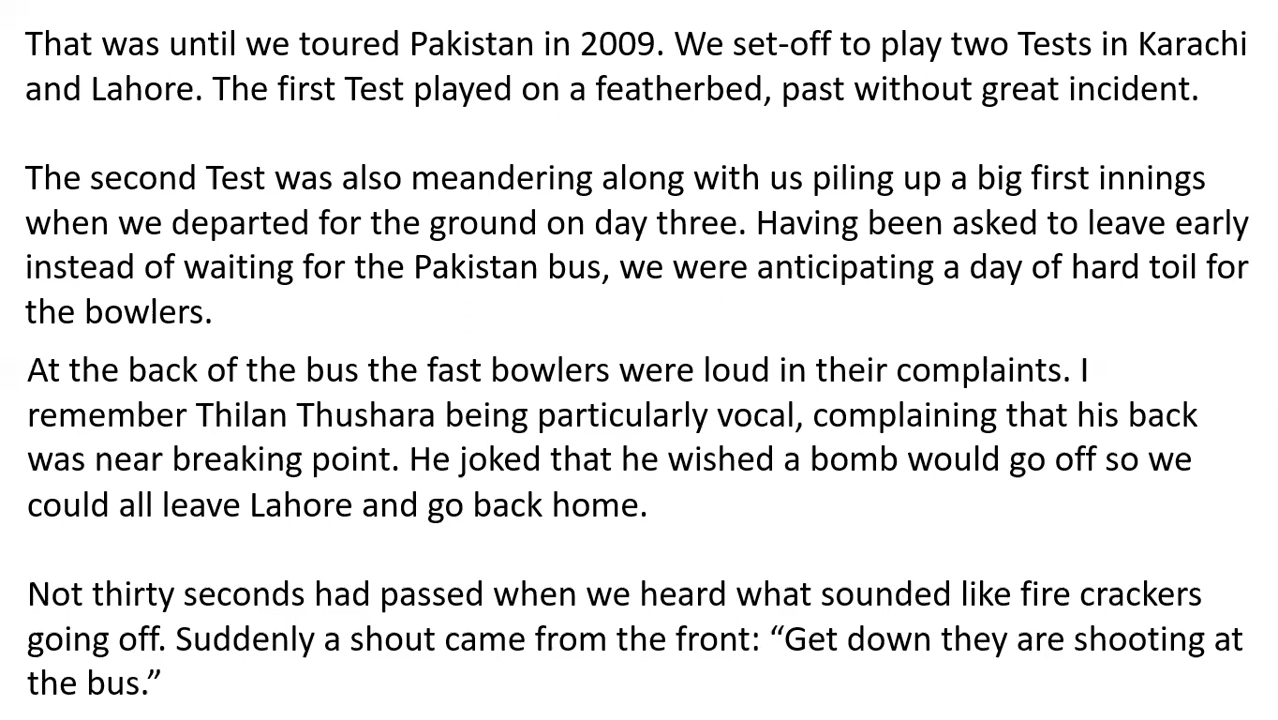 That was until we toured Pakistan in 2009. We set-off to play two Tests in Karachi
and Lahore. The first Test played on a featherbed, past without great incident.
The second Test was also meandering along with us piling up a big first innings
when we departed for the ground on day three. Having been asked to leave early
instead of waiting for the Pakistan bus, we were anticipating a day of hard toil for
the bowlers.
At the back of the bus the fast bowlers were loud in their complaints. I
remember Thilan Thushara being particularly vocal, complaining that his back
was near breaking point. He joked that he wished a bomb would go off so we
could all leave Lahore and go back home.
Not thirty seconds had passed when we heard what sounded like fire crackers
going off. Suddenly a shout came from the front: “Get down they are shooting at
the bus.”